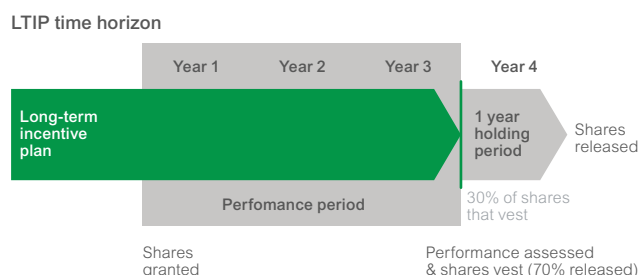 LTIP time horizon
Year 1
Year 2
Year 3
Year 4
Long-term
incentive
plan
1 year
holding
period
Shares
released
Perfomance period
30% of shares
that vest
Shares
granted
Performance assessed
& shares vest (70% released)